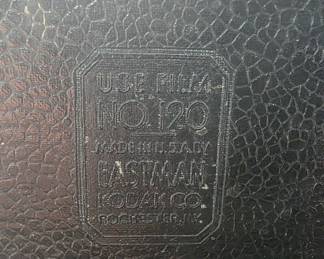 USE FILM
NO. 120
MADE IN U.S.A. BY
EASTMAN
KODAK CO.
ROCHESTER, N.Y.